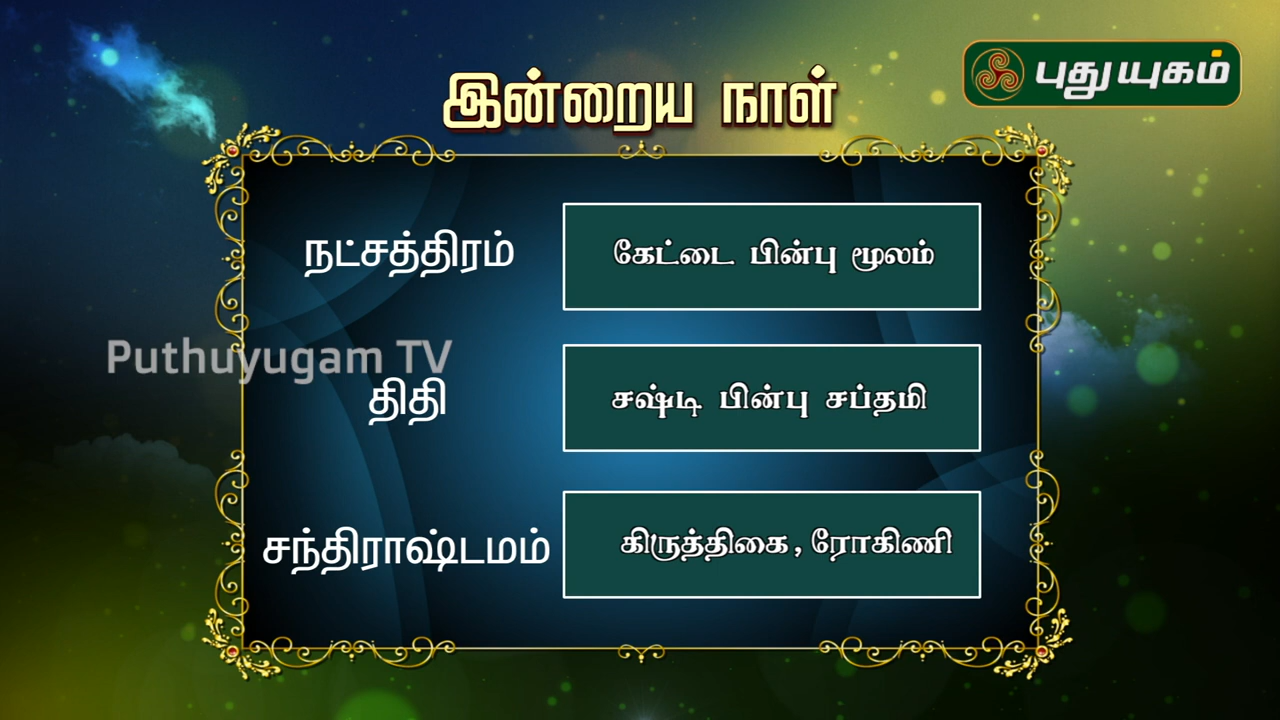 இன்றைய நாள்
புதுயுகம்
நட்சத்திரம் கேட்டை பின்பு மூலம்
Puthuyugam TV
திதி சஷ்டி பின்பு சப்தமி
சந்திராஷ்டமம் கிருத்திகை, ரோகிணி